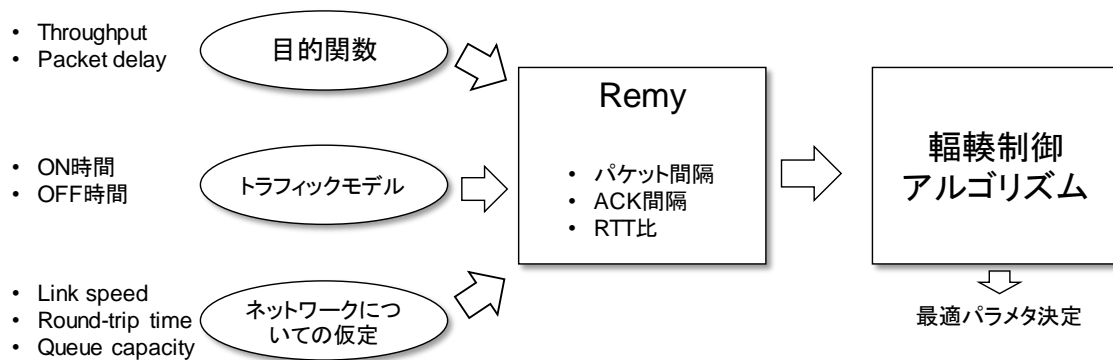 • Throughput
• Packet delay
目的関数
• ON時間
• OFF時間
トラフィックモデル
• Link speed
• Round-trip time
• Queue capacity
ネットワークにつ
いての仮定
Remy
• パケット間隔
• ACK間隔
• RTT比
輻輳制御
アルゴリズム
最適パラメタ決定